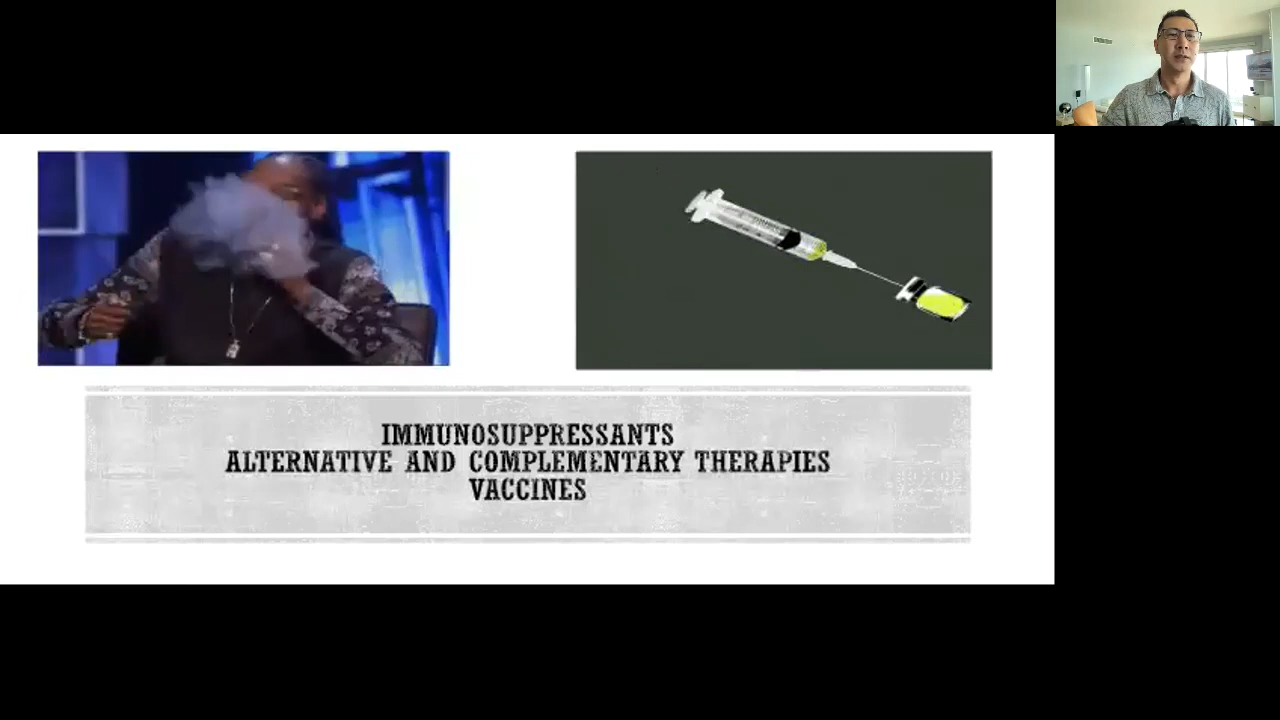 IMMUNOSUPPRESSANTS
ALTERNATIVE AND COMPLEMENTARY THERAPIES
VACCINES